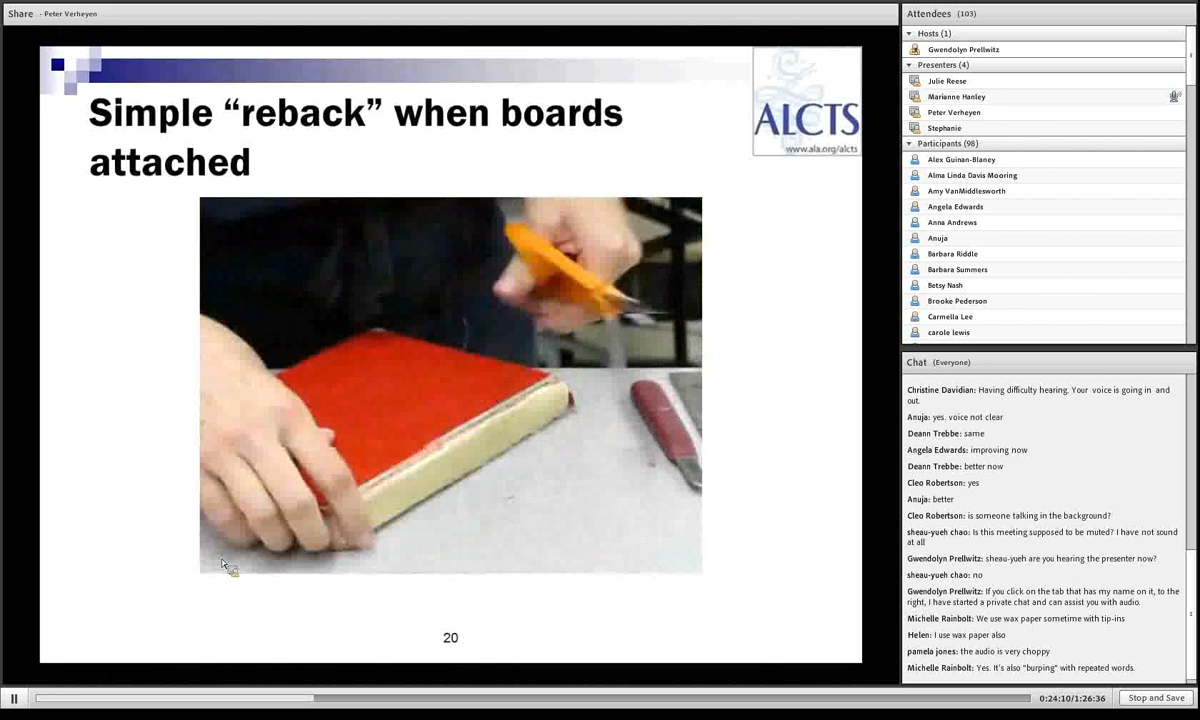 Share - Peter Verheyen
Simple “reback” when boards
attached
ALCTS
www.ala.org/alcts
20
Attendees (103)
Hosts (1)
Gwendolyn Prellwitz
Presenters (4)
Julie Reese
Marianne Hanley
Peter Verheyen
Stephanie
Participants (98)
Alex Guinan-Blaney
Alma Linda Davis Mooring
Amy VanMiddlesworth
Angela Edwards
Anna Andrews
Anuja
Barbara Riddle
Barbara Summers
Betsy Nash
Brooke Pederson
Carmella Lee
carole lewis
Chat (Everyone)
Christine Davidian: Having difficulty hearing. Your voice is going in and
out.
Anuja: yes. voice not clear
Deann Trebbe: same
Angela Edwards: improving now
Deann Trebbe: better now
Cleo Robertson: yes
Anuja: better
Cleo Robertson: is someone talking in the background?
sheau-yueh chao: Is this meeting supposed to be muted? I have not sound
at all
Gwendolyn Prellwitz: sheau-yueh are you hearing the presenter now?
sheau-yueh chao: no
Gwendolyn Prellwitz: If you click on the tab that has my name on it, to the
right, I have started a private chat and can assist you with audio.
Michelle Rainbolt: We use wax paper sometime with tip-ins
Helen: I use wax paper also
pamela jones: the audio is very choppy
Michelle Rainbolt: Yes. It's also "burping" with repeated words.
0:24:10/1:26:36
Stop and Save